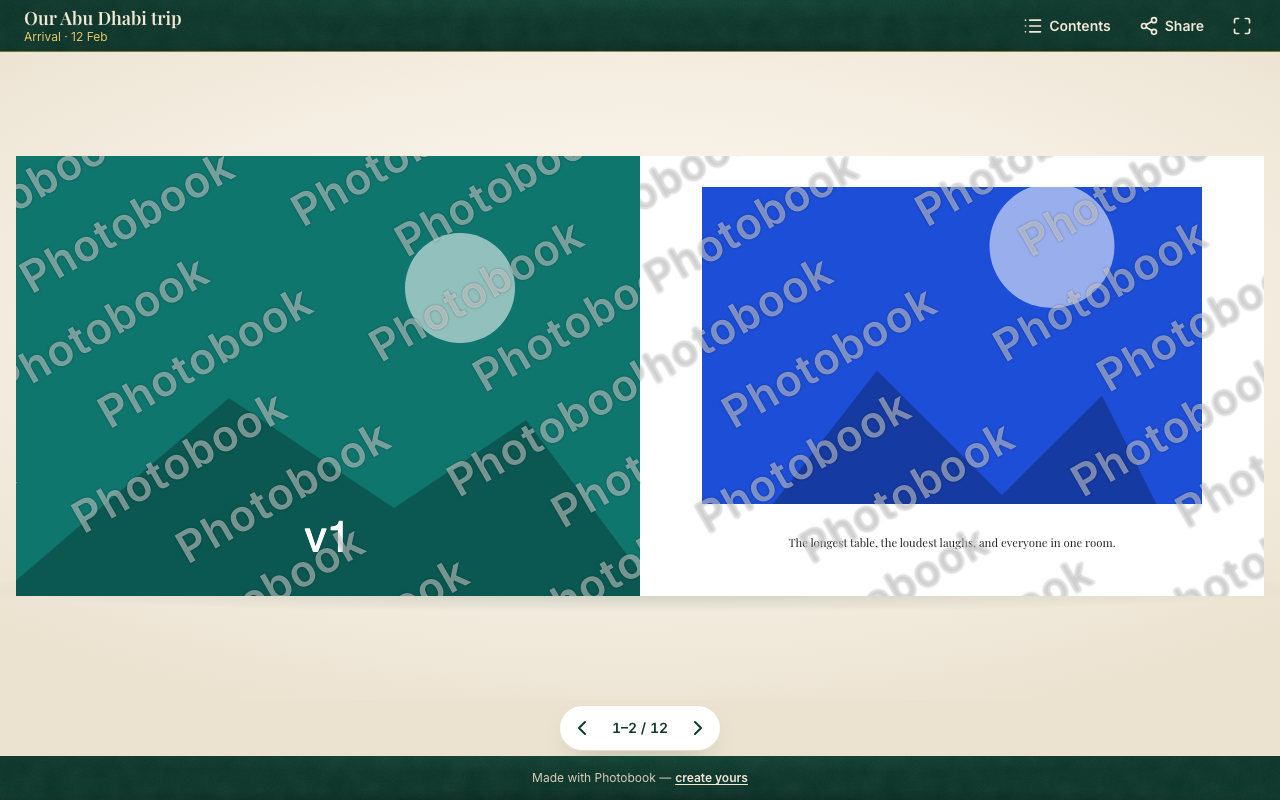 Our Abu Dhabi trip
Arrival · 12 Feb
Contents
Share
Photobook
v1
The longest table, the loudest laughs, and everyone in one room.
1–2 / 12
Made with Photobook — create yours